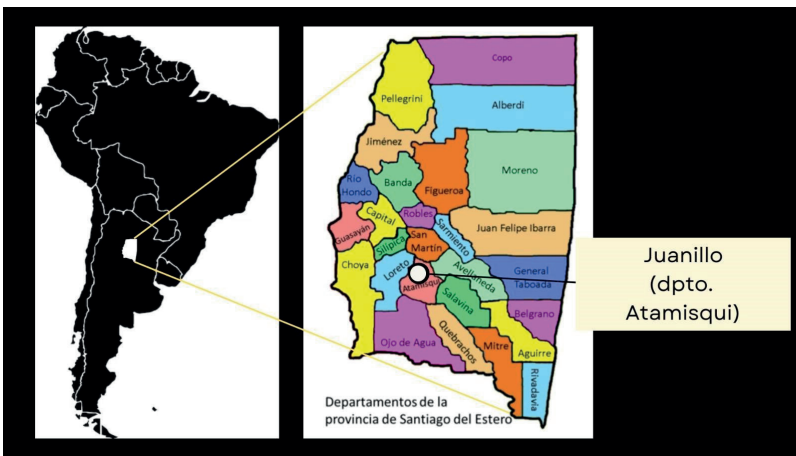 Copo
Pellegrini
Alberdi
Jiménez
Moreno
Río
Hondo
Banda
Figueroa
Capital
Robles
Guasayán
San
Martín
Sarmiento
Juan Felipe Ibarra
Silípica
Choya
Loreto
Avellaneda
General
Taboada
Atamisqui
Salavina
Belgrano
Ojo de Agua
Quebrachos
Mitre
Aguirre
Rivadavia
Departamentos de la
provincia de Santiago del Estero
Juanillo
(dpto.
Atamisqui)